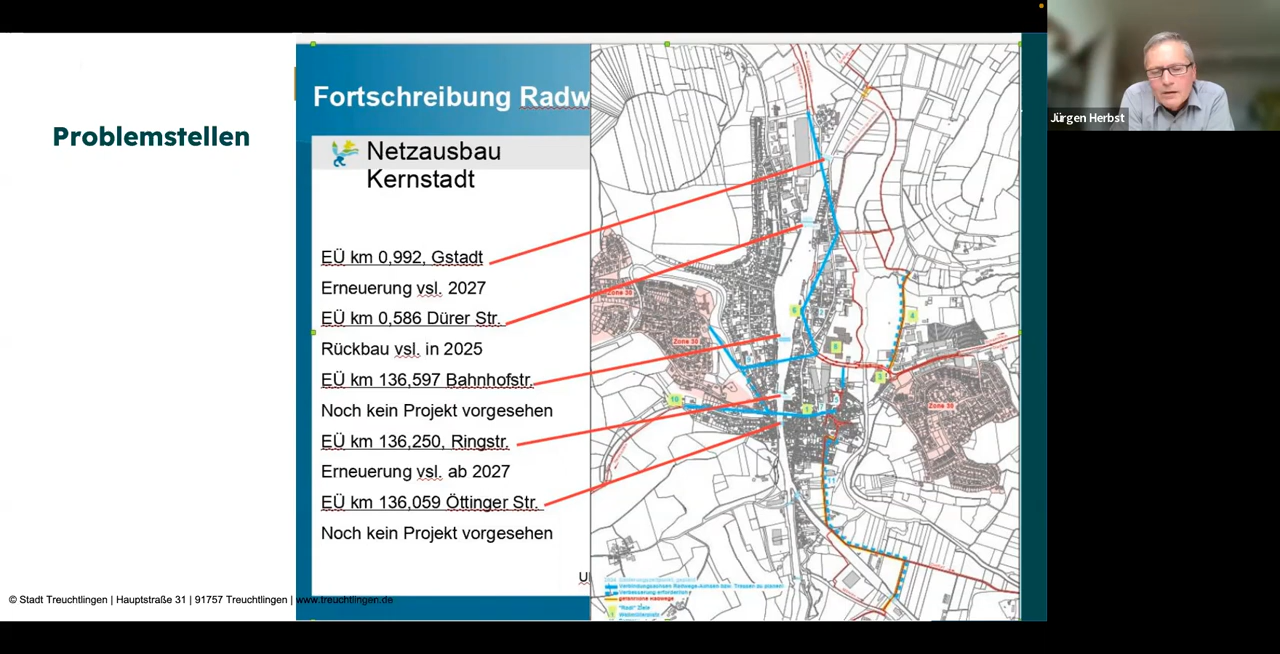 Problemstellen
Fortschreibung Radw
Netzausbau
Kernstadt
EÜ km 0,992, Gstadt
Erneuerung vsl. 2027
EÜ km 0,586 Dürer Str.
Rückbau vsl. in 2025
EÜ km 136,597 Bahnhofstr.
Noch kein Projekt vorgesehen
EÜ km 136,250, Ringstr.
Erneuerung vsl. ab 2027
EÜ km 136,059 Öttinger Str.
Noch kein Projekt vorgesehen
Zone 30
Zone 30
Zone 30
10
1
11
© Stadt Treuchtlingen | Hauptstraße 31 | 91757 Treuchtlingen | www.treuchtlingen.de
Jürgen Herbst